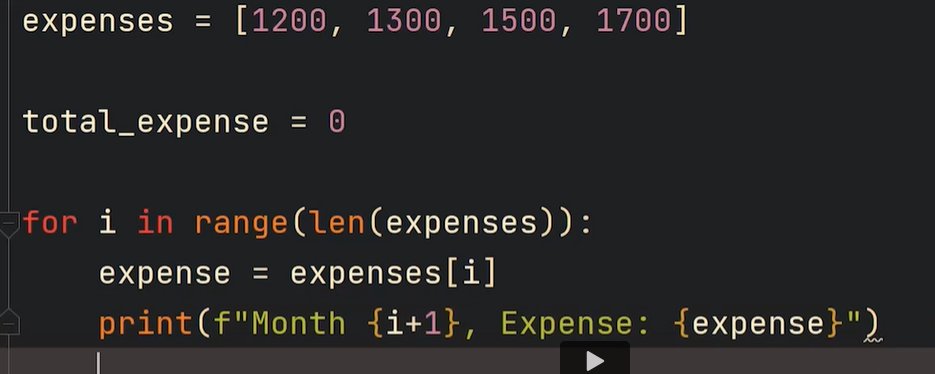 expenses = [1200, 1300, 1500, 1700]
total_expense = 0
for i in range(len(expenses)):
    expense = expenses[i]
    print(f"Month {i+1}, Expense: {expense}")